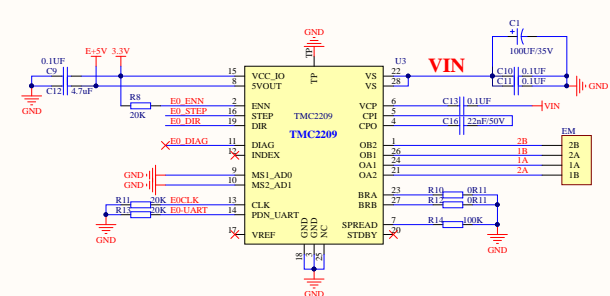 GND
C1
100UF/35V
E+5V 3.3V
U3
VIN
0.1UF
C9
C12 4.7uF
GND
15 VCC_IO
8 5VOUT
TP
TP
VS 22
VS 28
C10 0.1UF
C11 0.1UF
GND
R8
20K
E0_ENN 2 ENN
E0_STEP 16 STEP
E0_DIR 19 DIR
TMC2209
TMC2209
VCP 6 C13 0.1UF VIN
CPI 5
CPO 4 C16 22nF/50V
E0_DIAG 11 DIAG
12 INDEX
OB2 1 2B
OB1 26 1B
OA1 24 1A
OA2 21 2A
EM
2B
2A
1A
1B
GND 9 MS1_AD0
GND 10 MS2_AD1
BRA 23 R10 0R11
BRB 27 R12 0R11
R11 20K E0CLK 13 CLK
R13 20K E0-UART 14 PDN_UART
GND
SPREAD 7 R14 100K
STDBY 20
GND
17 VREF
GND
GND
NC
18
3
25
GND